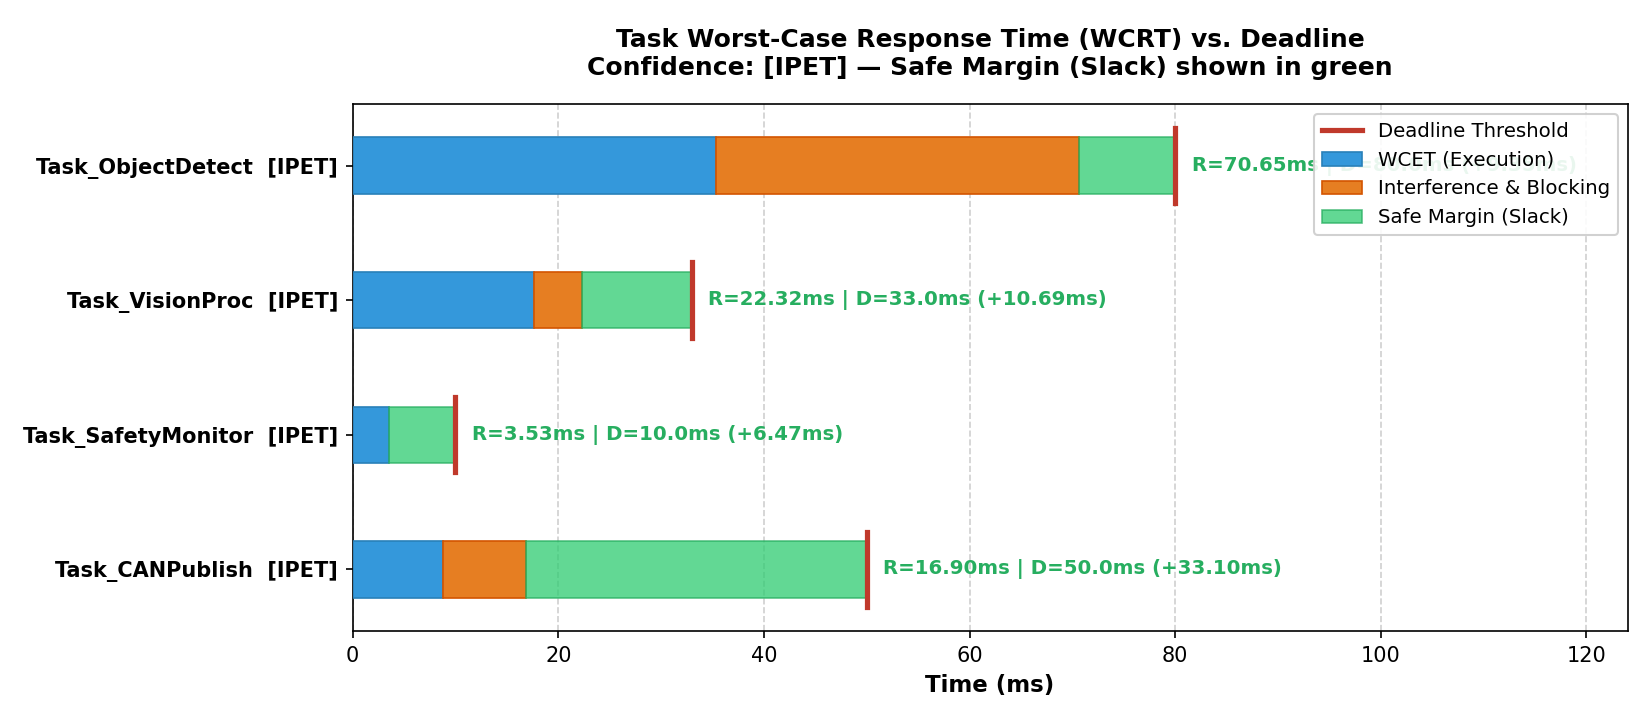 Task Worst-Case Response Time (WCRT) vs. Deadline
Confidence: [IPET] — Safe Margin (Slack) shown in green
Task_ObjectDetect [IPET]
R=70.65ms
Deadline Threshold
WCET (Execution)
Interference & Blocking
Safe Margin (Slack)
Task_VisionProc [IPET]
R=22.32ms | D=33.0ms (+10.69ms)
Task_SafetyMonitor [IPET]
R=3.53ms | D=10.0ms (+6.47ms)
Task_CANPublish [IPET]
R=16.90ms | D=50.0ms (+33.10ms)
0 20 40 60 80 100 120
Time (ms)